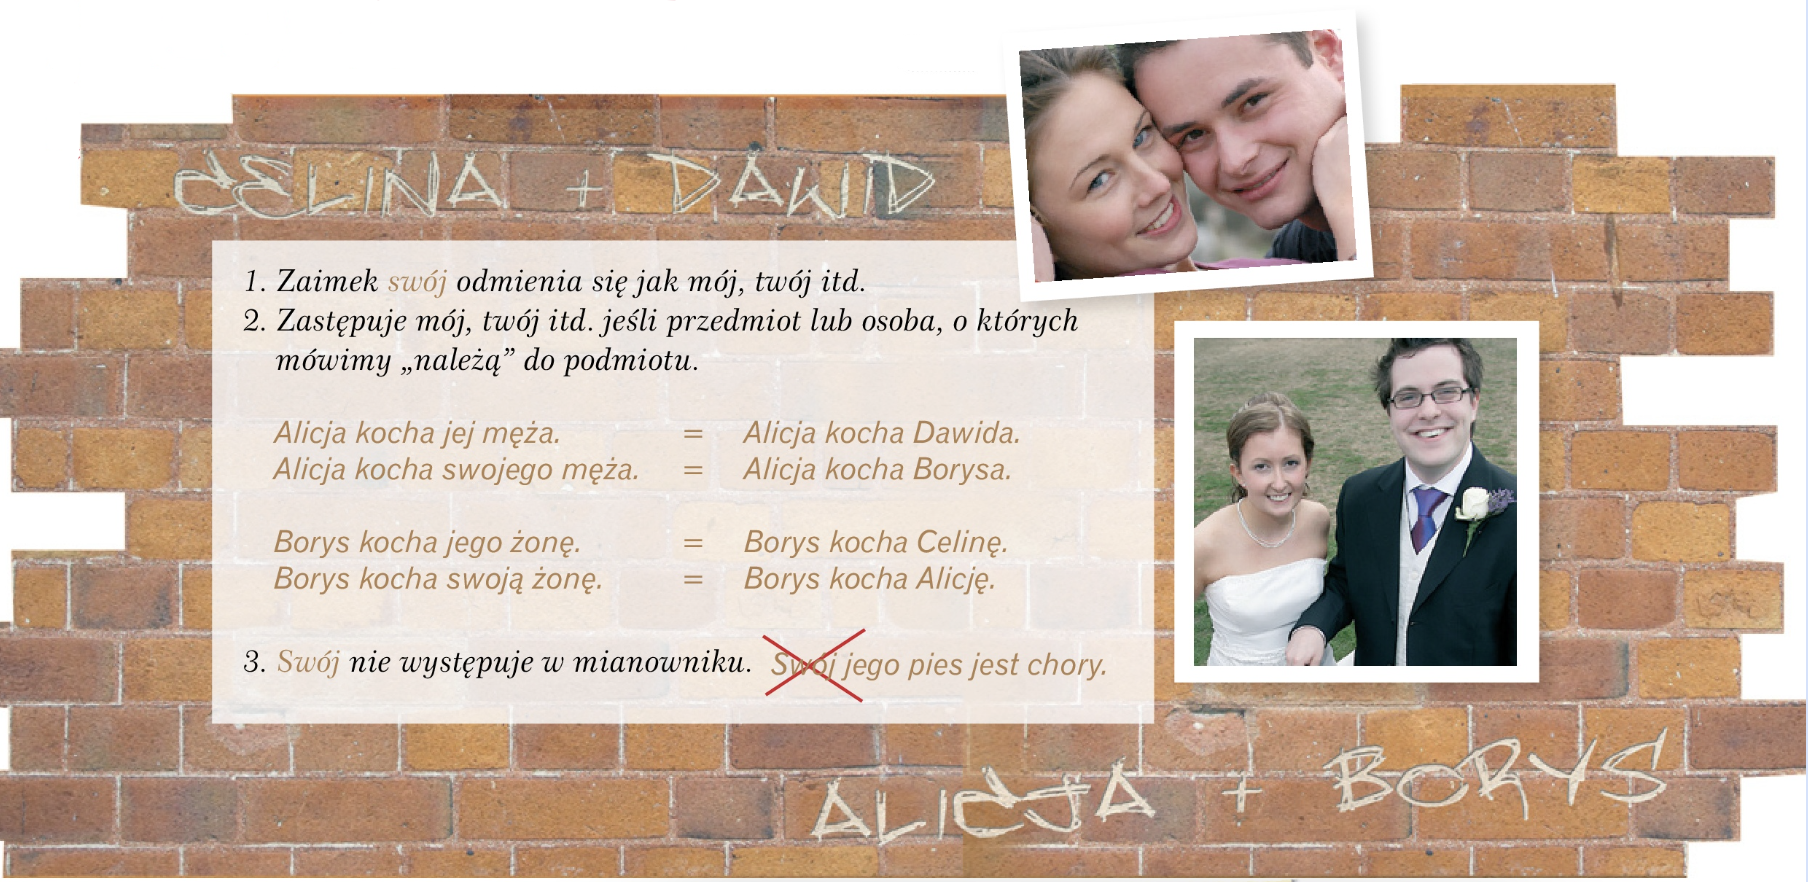 CELINA + DAWID
1. Zaimek swój odmienia się jak mój, twój itd.
2. Zastępuje mój, twój itd. jeśli przedmiot lub osoba, o których
mówimy „należą” do podmiotu.
Alicja kocha jej męża. = Alicja kocha Dawida.
Alicja kocha swojego męża. = Alicja kocha Borysa.
Borys kocha jego żonę. = Borys kocha Celinę.
Borys kocha swoją żonę. = Borys kocha Alicję.
3. Swój nie występuje w mianowniku. Swój jego pies jest chory.
ALICJA + BORYS